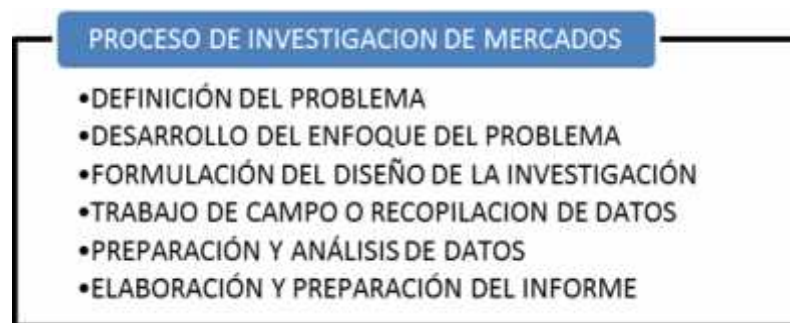 PROCESO DE INVESTIGACION DE MERCADOS
•DEFINICIÓN DEL PROBLEMA
•DESARROLLO DEL ENFOQUE DEL PROBLEMA
•FORMULACIÓN DEL DISEÑO DE LA INVESTIGACIÓN
•TRABAJO DE CAMPO O RECOPILACION DE DATOS
•PREPARACIÓN Y ANÁLISIS DE DATOS
•ELABORACIÓN Y PREPARACIÓN DEL INFORME